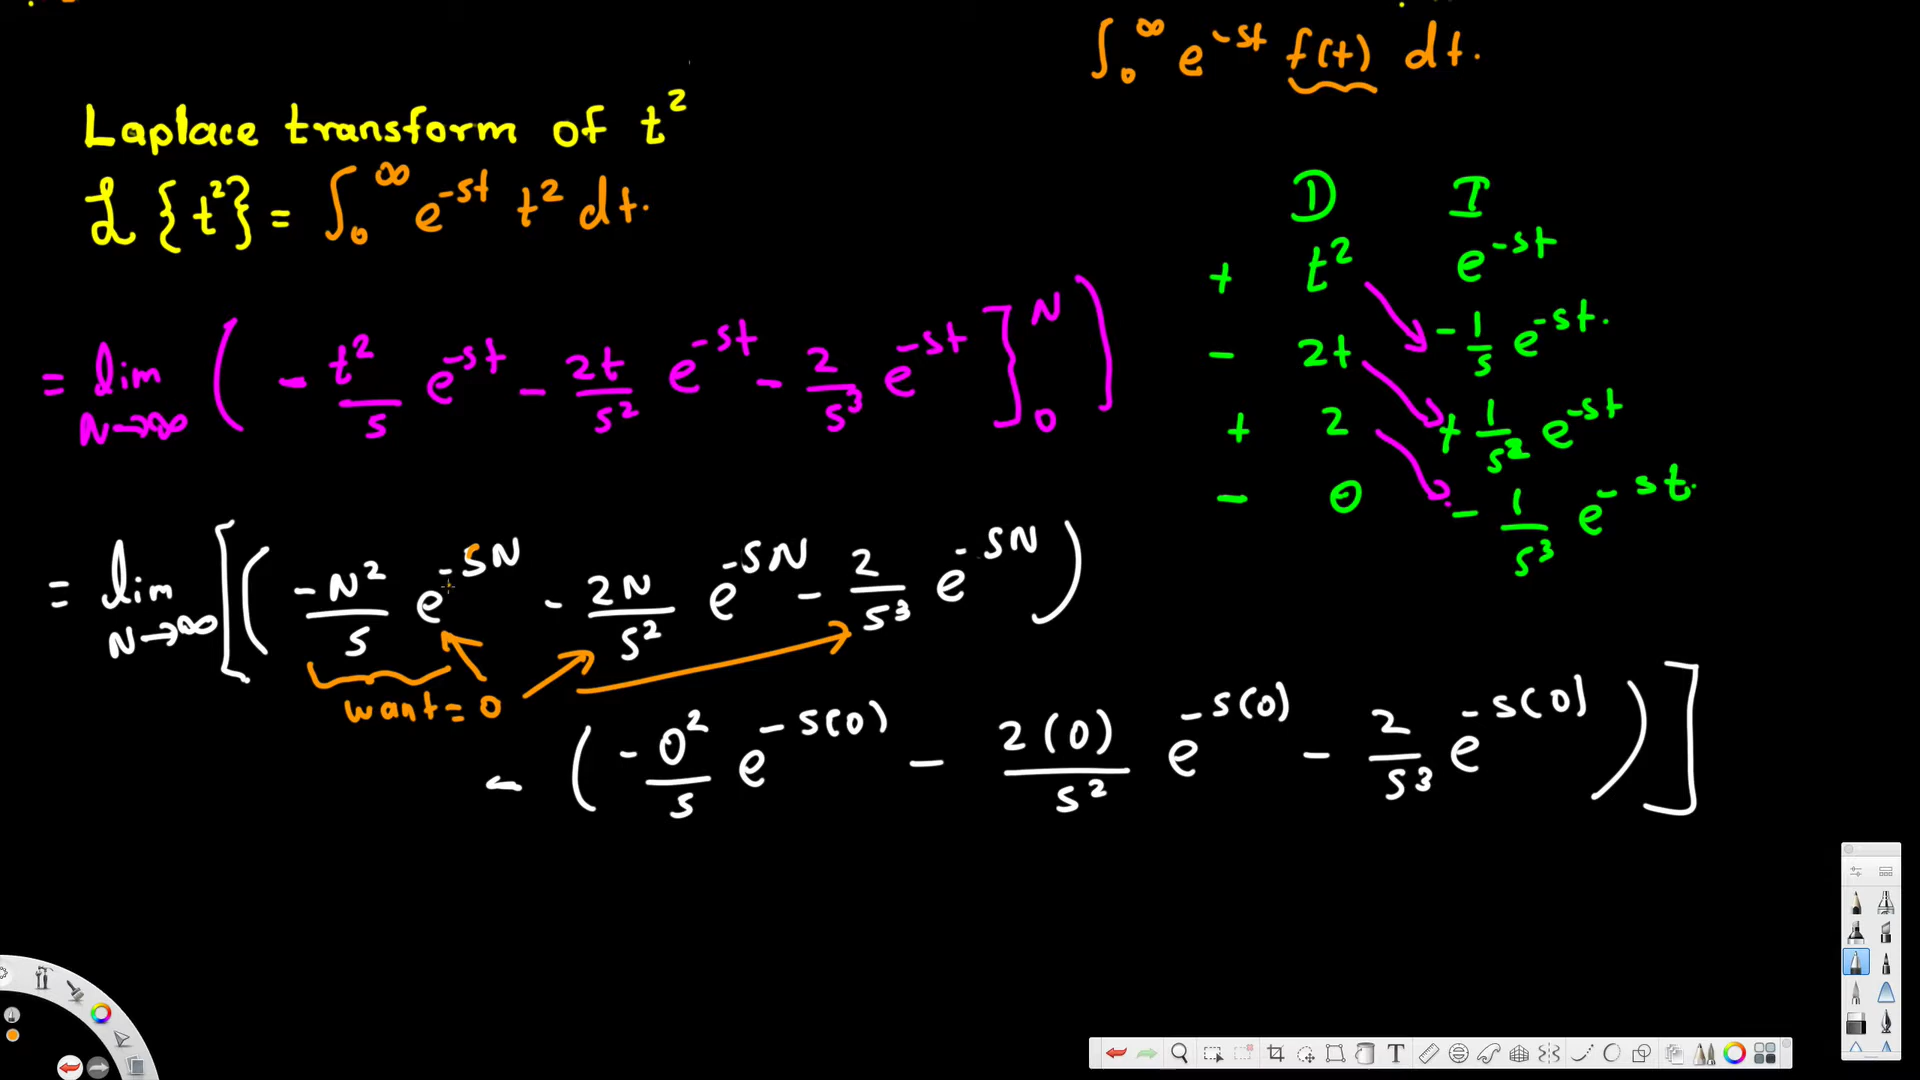 ∫₀^∞ e^{-st} f(t) dt.
Laplace transform of t²
ℒ {t²} = ∫₀^∞ e^{-st} t² dt.
D I
+ t² e^{-st}
- 2t -1/s e^{-st}.
+ 2 + 1/s² e^{-st}
- 0 - 1/s³ e^{-st}.
= lim N→∞ ( - t²/s e^{-st} - 2t/s² e^{-st} - 2/s³ e^{-st} ]₀^N )
= lim N→∞ [ ( -N²/s e^{-sN} - 2N/s² e^{-sN} - 2/s³ e^{-sN} )
want = 0
- ( -0²/s e^{-s(0)} - 2(0)/s² e^{-s(0)} - 2/s³ e^{-s(0)} ) ]
T